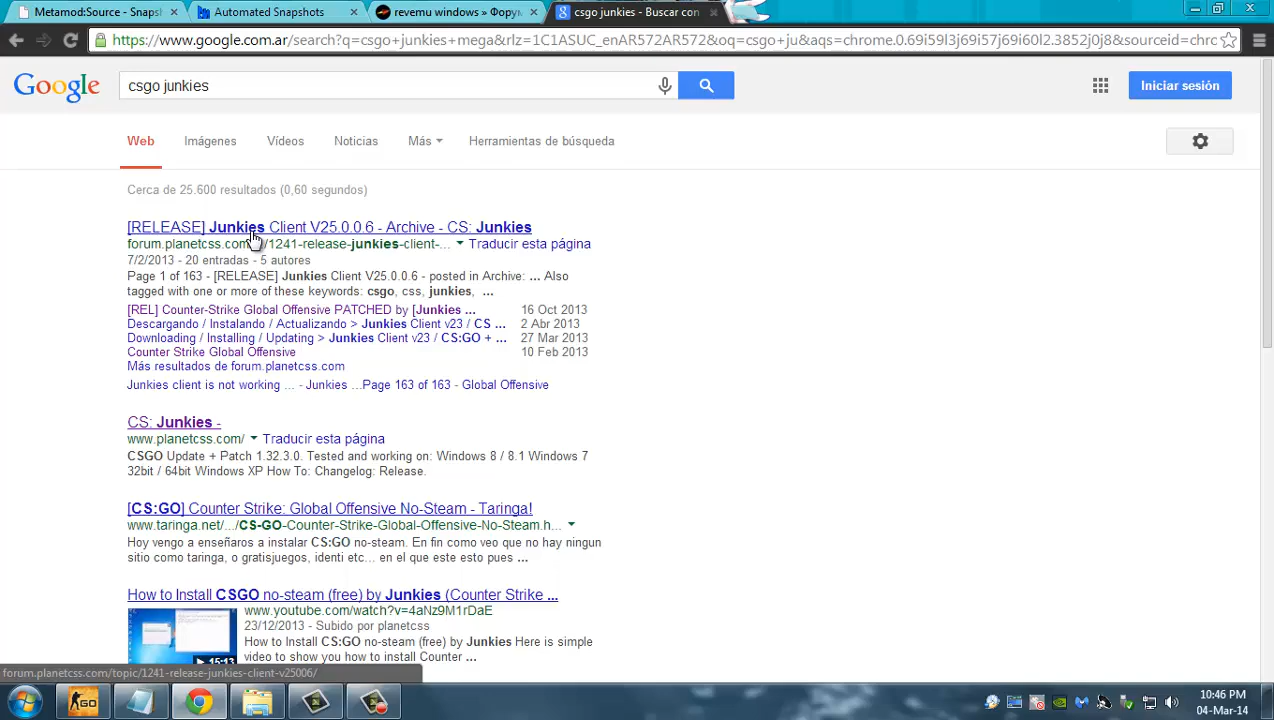 Metamod:Source - Snaps
Automated Snapshots
revemu windows » Фору
csgo junkies - Buscar con
https://www.google.com.ar/search?q=csgo+junkies+mega&rlz=1C1ASUC_enAR572AR572&oq=csgo+ju&aqs=chrome.0.69i59l3j69i57j69i60l2.3852j0j8&sourceid=chrc
Google
csgo junkies
Iniciar sesión
Web
Imágenes
Vídeos
Noticias
Más
Herramientas de búsqueda
Cerca de 25.600 resultados (0,60 segundos)
[RELEASE] Junkies Client V25.0.0.6 - Archive - CS: Junkies
forum.planetcss.com/1241-release-junkies-client-... Traducir esta página
7/2/2013 - 20 entradas - 5 autores
Page 1 of 163 - [RELEASE] Junkies Client V25.0.0.6 - posted in Archive: ... Also
tagged with one or more of these keywords: csgo, css, junkies, ...
[REL] Counter-Strike Global Offensive PATCHED by [Junkies ... 16 Oct 2013
Descargando / Instalando / Actualizando > Junkies Client v23 / CS ... 2 Abr 2013
Downloading / Installing / Updating > Junkies Client v23 / CS:GO + ... 27 Mar 2013
Counter Strike Global Offensive 10 Feb 2013
Más resultados de forum.planetcss.com
Junkies client is not working ... - Junkies ...Page 163 of 163 - Global Offensive
CS: Junkies -
www.planetcss.com/ Traducir esta página
CSGO Update + Patch 1.32.3.0. Tested and working on: Windows 8 / 8.1 Windows 7
32bit / 64bit Windows XP How To: Changelog: Release.
[CS:GO] Counter Strike: Global Offensive No-Steam - Taringa!
www.taringa.net/.../CS-GO-Counter-Strike-Global-Offensive-No-Steam.h...
Hoy vengo a enseñaros a instalar CS:GO no-steam. En fin como veo que no hay ningun
sitio como taringa, o gratisjuegos, identi etc... en el que este esto pues ...
How to Install CSGO no-steam (free) by Junkies (Counter Strike ...
www.youtube.com/watch?v=4aNz9M1rDaE
23/12/2013 - Subido por planetcss
How to Install CS:GO no-steam (free) by Junkies Here is simple
video to show you how to install Counter ...
15:13
forum.planetcss.com/topic/1241-release-junkies-client-v25006/
GO
10:46 PM
04-Mar-14